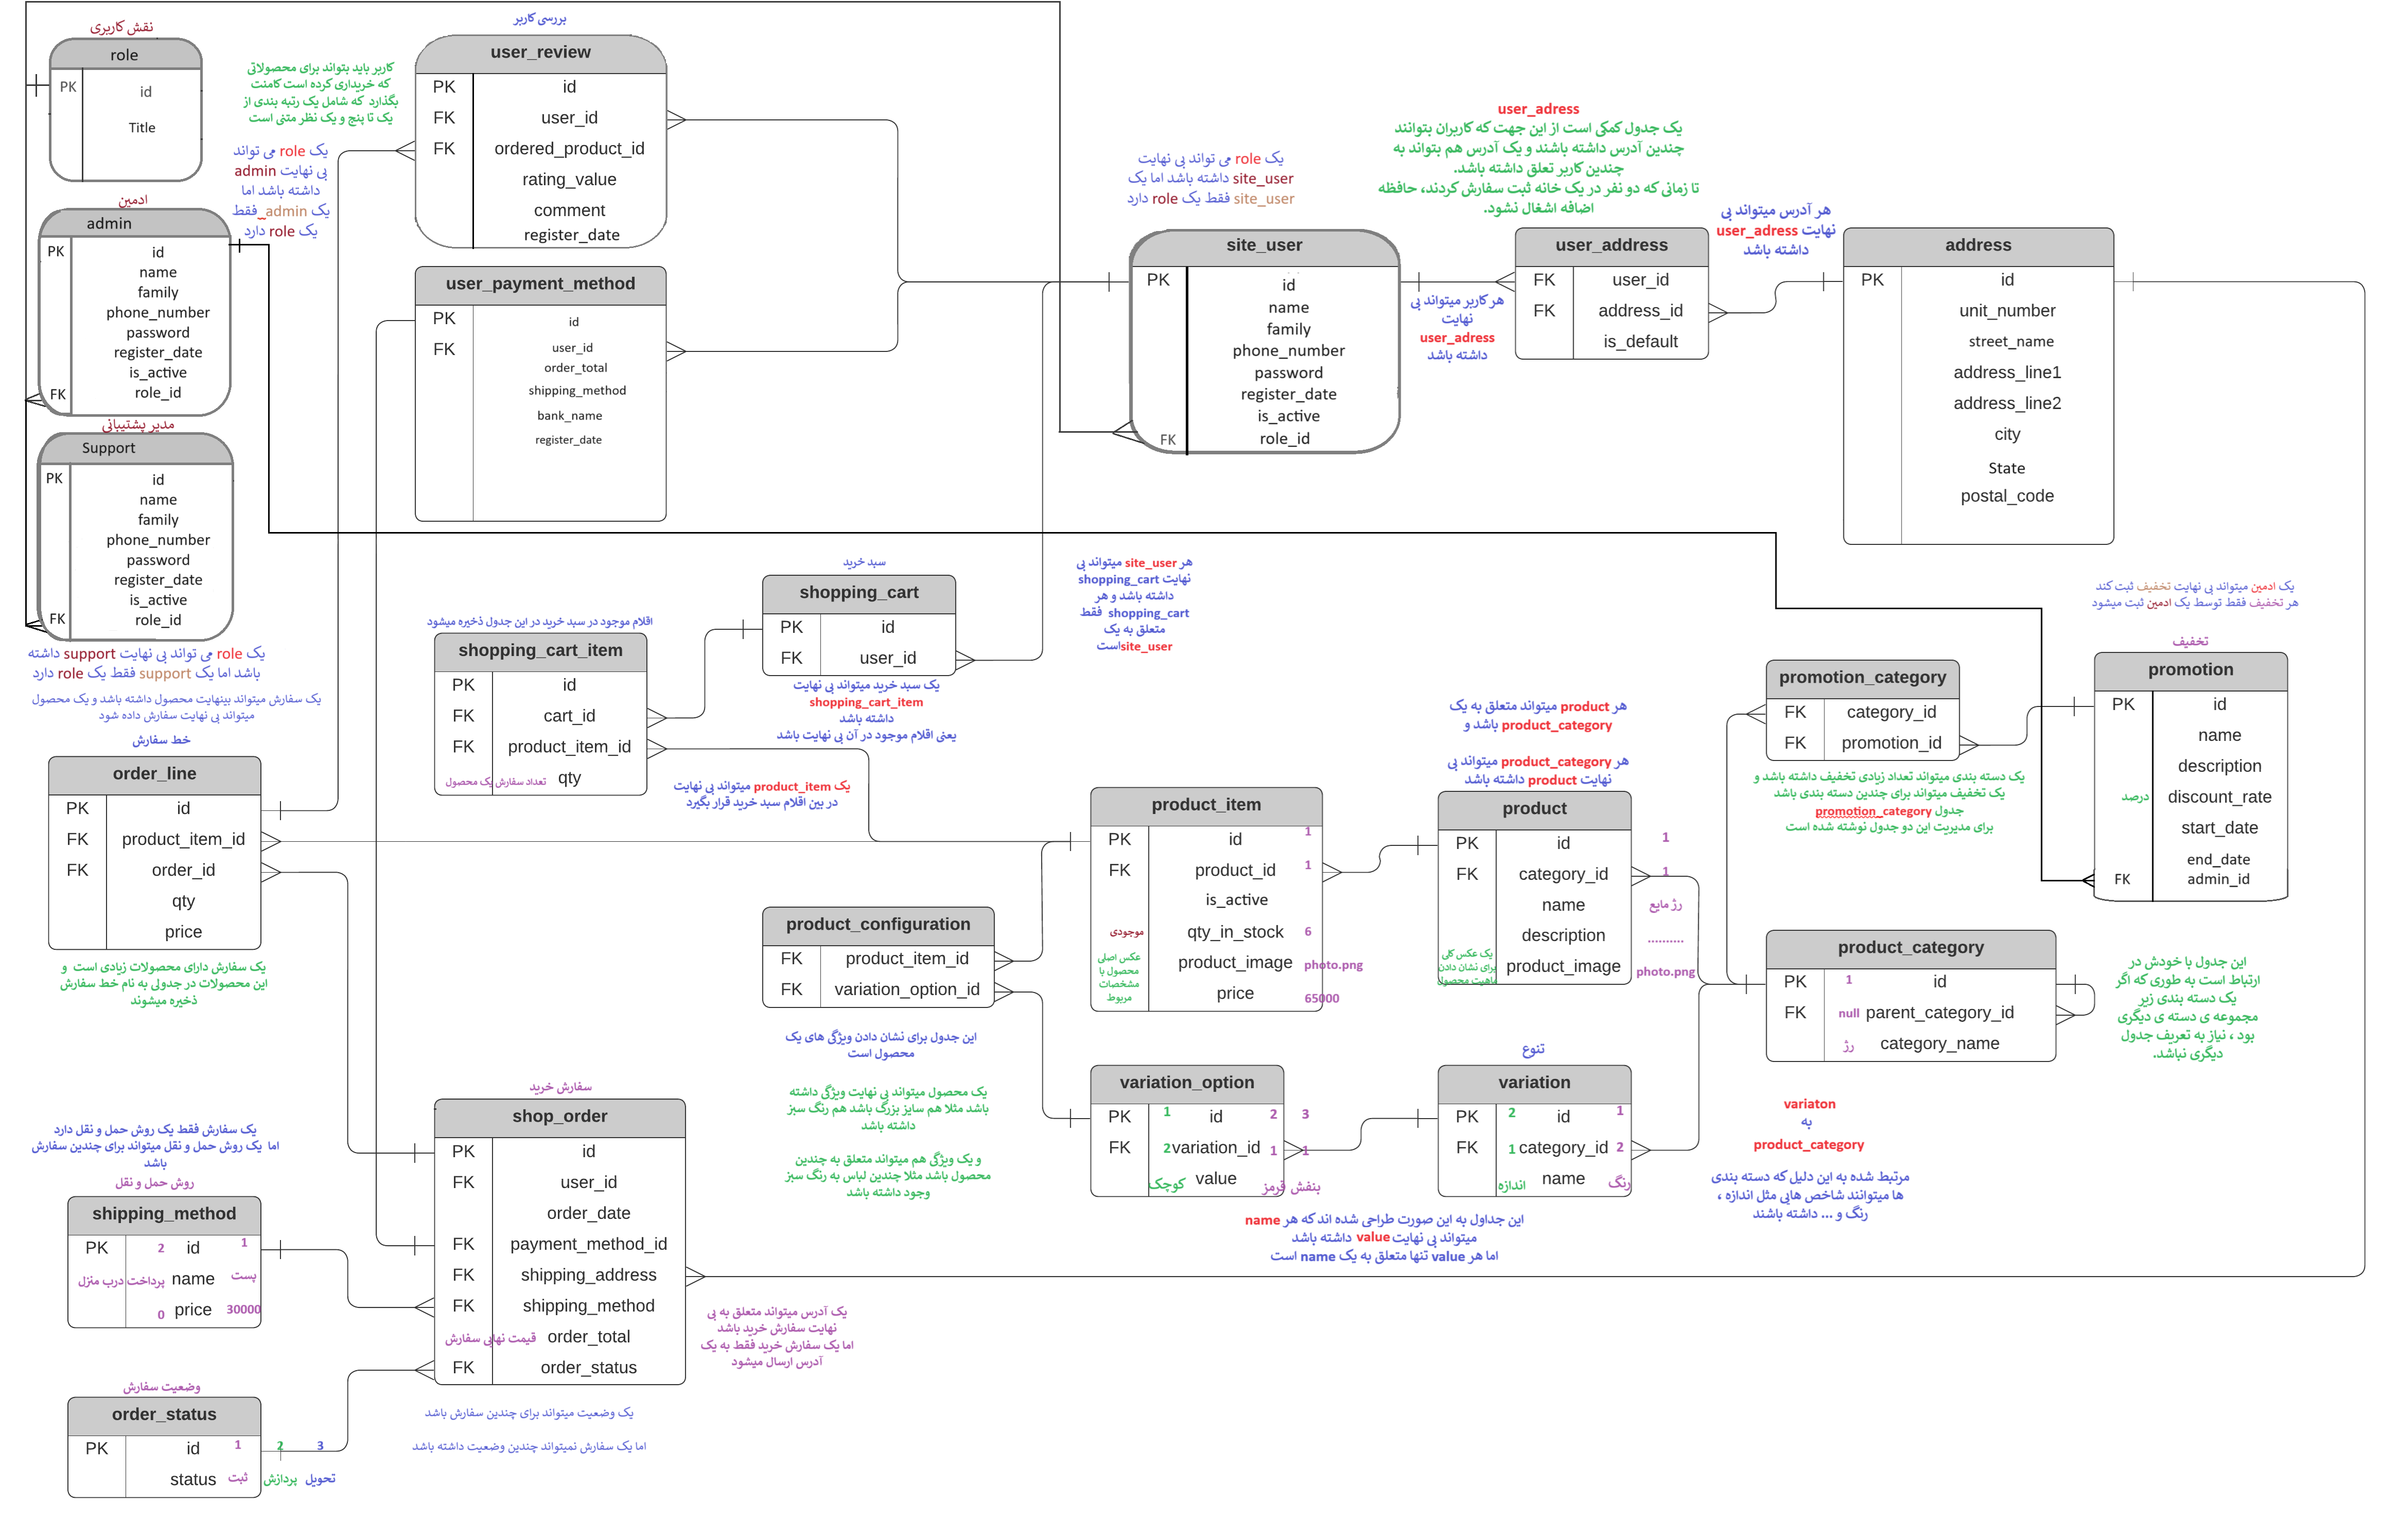 نقش کاربری
role
PK
id
Title
کاربر باید بتواند برای محصولاتی
که خریداری کرده است کامنت
بگذارد که شامل یک رتبه بندی از
یک تا پنج و یک نظر متنی است
یک role می تواند
بی نهایت admin
داشته باشد اما
یک admin_فقط
یک role دارد
ادمین
admin
PK id
name
family
phone_number
password
register_date
is_active
FK role_id
مدیر پشتیبانی
Support
PK id
name
family
phone_number
password
register_date
is_active
FK role_id
یک role می تواند بی نهایت support داشته
باشد اما یک support فقط یک role دارد
بررسی کاربر
user_review
PK id
FK user_id
FK ordered_product_id
rating_value
comment
register_date
user_payment_method
PK id
FK user_id
order_total
shipping_method
bank_name
register_date
یک role می تواند بی نهایت
site_user داشته باشد اما یک
site_user فقط یک role دارد
site_user
PK id
name
family
phone_number
password
register_date
is_active
FK role_id
user_adress
یک جدول کمکی است از این جهت که کاربران بتوانند
چندین آدرس داشته باشند و یک آدرس هم بتواند به
چندین کاربر تعلق داشته باشد.
تا زمانی که دو نفر در یک خانه ثبت سفارش کردند، حافظه
اضافه اشغال نشود.
هر کاربر میتواند بی
نهایت
user_adress
داشته باشد
user_address
FK user_id
FK address_id
is_default
هر آدرس میتواند بی
نهایت user_adress
داشته باشد
address
PK id
unit_number
street_name
address_line1
address_line2
city
State
postal_code
سبد خرید
shopping_cart
PK id
FK user_id
هر site_user میتواند بی
نهایت shopping_cart
داشته باشد و هر
shopping_cart فقط
متعلق به یک
site_userاست
یک سبد خرید میتواند بی نهایت
shopping_cart_item
داشته باشد
یعنی اقلام موجود در آن بی نهایت باشد
اقلام موجود در سبد خرید در این جدول ذخیره میشود
shopping_cart_item
PK id
FK cart_id
FK product_item_id
تعداد سفارش یک محصول qty
یک product_item میتواند بی نهایت
در بین اقلام سبد خرید قرار بگیرد
یک سفارش میتواند بینهایت محصول داشته باشد و یک محصول
میتواند بی نهایت سفارش داده شود
خط سفارش
order_line
PK id
FK product_item_id
FK order_id
qty
price
یک سفارش دارای محصولات زیادی است و
این محصولات در جدولی به نام خط سفارش
ذخیره میشوند
product_item
PK id 1
FK product_id 1
is_active
موجودی qty_in_stock 6
عکس اصلی
محصول با
مشخصات
مربوط
product_image photo.png
price 65000
هر product میتواند متعلق به یک
product_category باشد و
هر product_category میتواند بی
نهایت product داشته باشد
product
PK id 1
FK category_id 1
name رژ مایع
description ..........
یک عکس کلی
برای نشان دادن
ماهیت محصول
product_image photo.png
promotion_category
FK category_id
FK promotion_id
یک دسته بندی میتواند تعداد زیادی تخفیف داشته باشد و
یک تخفیف میتواند برای چندین دسته بندی باشد
جدول promotion_category
برای مدیریت این دو جدول نوشته شده است
یک ادمین میتواند بی نهایت تخفیف ثبت کند
هر تخفیف فقط توسط یک ادمین ثبت میشود
تخفیف
promotion
PK id
name
description
درصد discount_rate
start_date
end_date
FK admin_id
product_category
PK 1 id
FK null parent_category_id
رژ category_name
این جدول با خودش در
ارتباط است به طوری که اگر
یک دسته بندی زیر
مجموعه ی دسته ی دیگری
بود ، نیاز به تعریف جدول
دیگری نباشد.
product_configuration
FK product_item_id
FK variation_option_id
این جدول برای نشان دادن ویژگی های یک
محصول است
یک محصول میتواند بی نهایت ویژگی داشته
باشد مثلا هم سایز بزرگ باشد هم رنگ سبز
داشته باشد
و یک ویژگی هم میتواند متعلق به چندین
محصول باشد مثلا چندین لباس به رنگ سبز
وجود داشته باشد
variation_option
PK 1 id 2 3
FK 2 variation_id 1 1
کوچک value قرمز بنفش
تنوع
variation
PK 2 id 1
FK 1 category_id 2
اندازه name رنگ
این جداول به این صورت طراحی شده اند که هر name
میتواند بی نهایت value داشته باشد
اما هر value تنها متعلق به یک name است
variaton
به
product_category
مرتبط شده به این دلیل که دسته بندی
ها میتوانند شاخص هایی مثل اندازه ،
رنگ و ... داشته باشند
سفارش خرید
shop_order
PK id
FK user_id
order_date
FK payment_method_id
FK shipping_address
FK shipping_method
قیمت نهایی سفارش order_total
FK order_status
یک آدرس میتواند متعلق به بی
نهایت سفارش خرید باشد
اما یک سفارش خرید فقط به یک
آدرس ارسال میشود
یک وضعیت میتواند برای چندین سفارش باشد
اما یک سفارش نمیتواند چندین وضعیت داشته باشد
یک سفارش فقط یک روش حمل و نقل دارد
اما یک روش حمل و نقل میتواند برای چندین سفارش
باشد
روش حمل و نقل
shipping_method
PK 2 id 1
پرداخت درب منزل name پست
0 price 30000
وضعیت سفارش
order_status
PK id 1 2 3
status ثبت پردازش تحویل